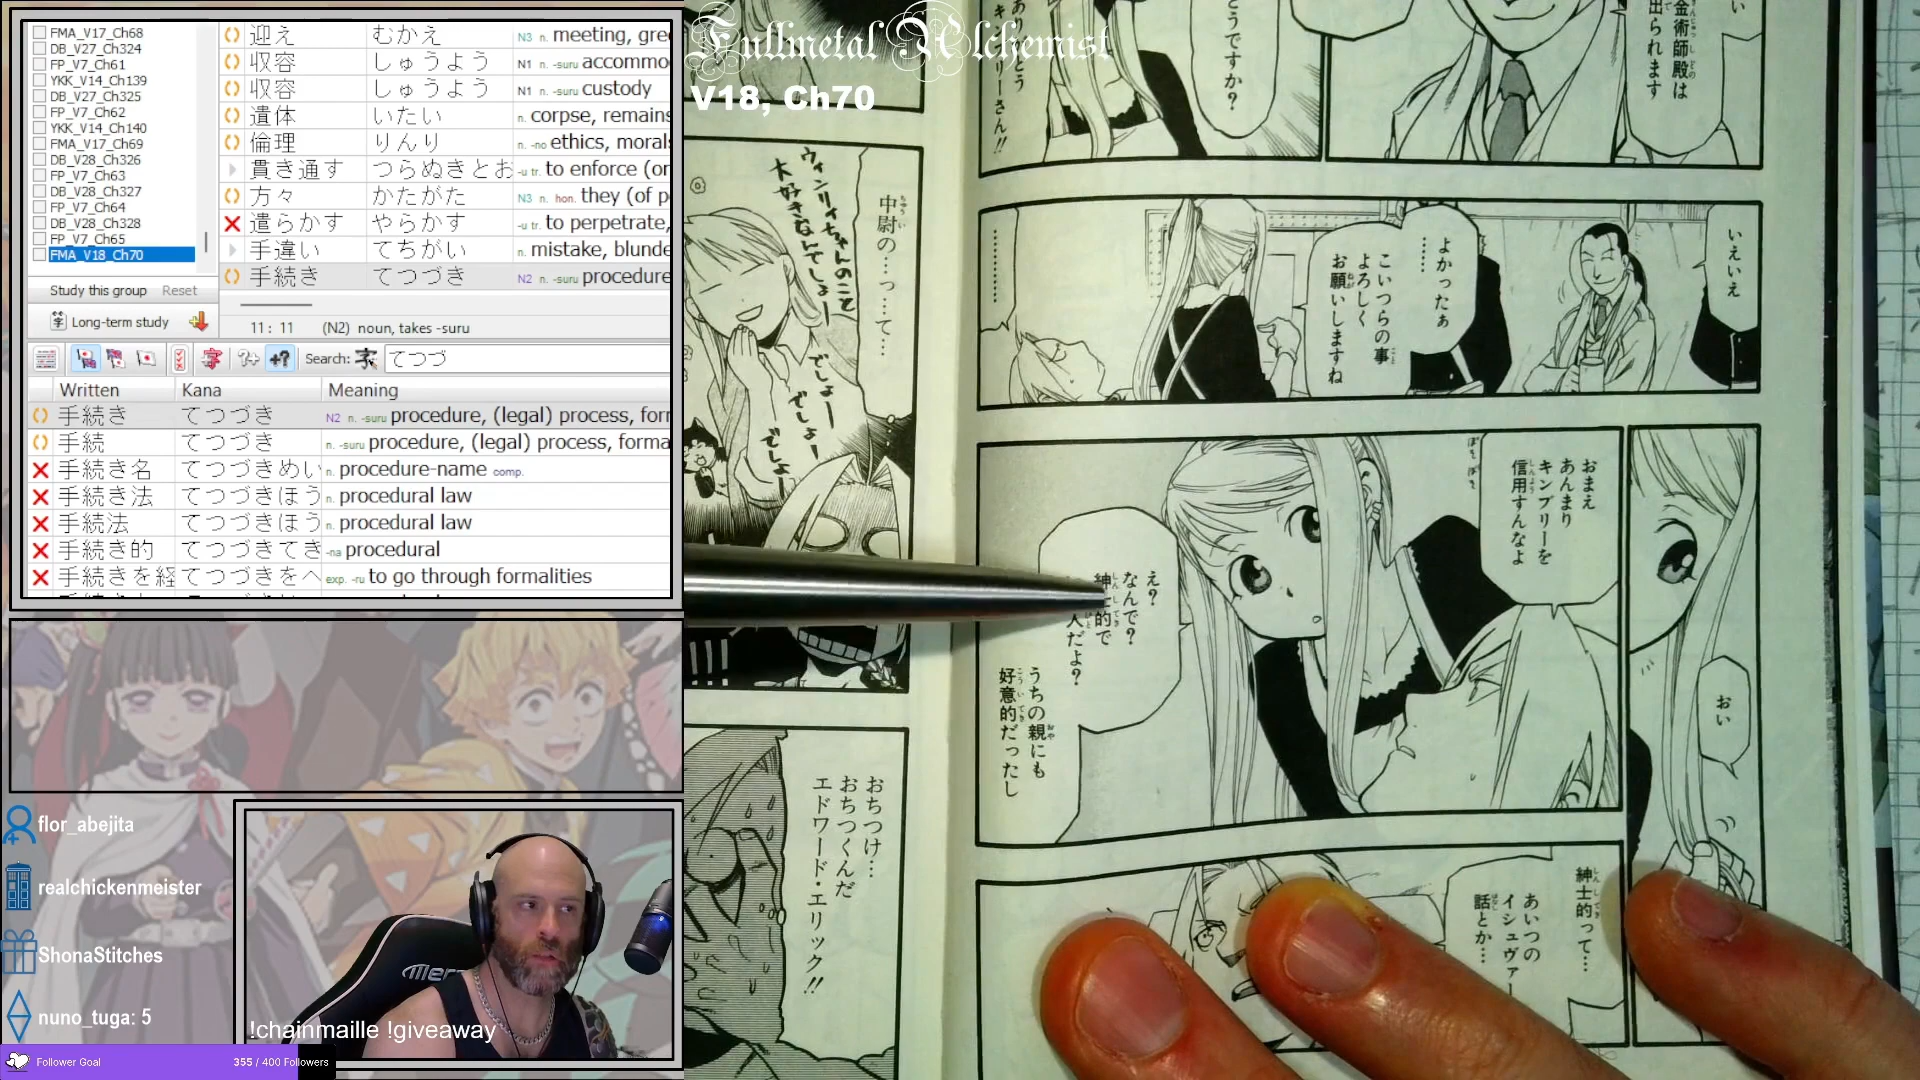 FMA_V17_Ch68
DB_V27_Ch324
FP_V7_Ch61
YKK_V14_Ch139
DB_V27_Ch325
FP_V7_Ch62
YKK_V14_Ch140
FMA_V17_Ch69
DB_V28_Ch326
FP_V7_Ch63
DB_V28_Ch327
FP_V7_Ch64
DB_V28_Ch328
FP_V7_Ch65
FMA_V18_Ch70
Study this group Reset
Long-term study
迎え むかえ N3 n. meeting, gre
収容 しゅうよう N1 n. -suru accommo
収容 しゅうよう N1 n. -suru custody
遺体 いたい n. corpse, remains
倫理 りんり n. -no ethics, morals
貫き通す つらぬきとお -u tr. to enforce (or
方々 かたがた N3 n. hon. they (of p
遣らかす やらかす -u tr. to perpetrate,
手違い てちがい n. mistake, blunde
手続き てつづき N2 n. -suru procedure
11: 11 (N2) noun, takes -suru
Search: てつづ
Written Kana Meaning
手続き てつづき N2 n. -suru procedure, (legal) process, for
手続 てつづき n. -suru procedure, (legal) process, forma
手続き名 てつづきめい n. procedure-name comp.
手続き法 てつづきほう n. procedural law
手続法 てつづきほう n. procedural law
手続き的 てつづきてき -na procedural
手続きを経 てつづきをへ exp. -ru to go through formalities
flor_abejita
realchickenmeister
ShonaStitches
nuno_tuga: 5
!chainmaille !giveaway
Follower Goal 355 / 400 Followers
Fullmetal Alchemist
V18, Ch70
金術師殿は
出られます
どうですか?
いえいえ
よかったぁ
……
こいつらの事
よろしく
お願いしますね
………
おい
おまえ
あんまり
キンブリーを
信用すんなよ
ぼそ
ぼそ
え?
なんで?
的で
人だよ?
うちの親にも
好意的だったし
紳士的って…
あいつの
イシュヴァー
話とか…
中尉の…っ…て…
ウィンリィちゃんのこと
大好きなんでしょー
でしょー
でしょー
でしょー
おちつけ…
おちつくんだ
エドワード・エリック!!